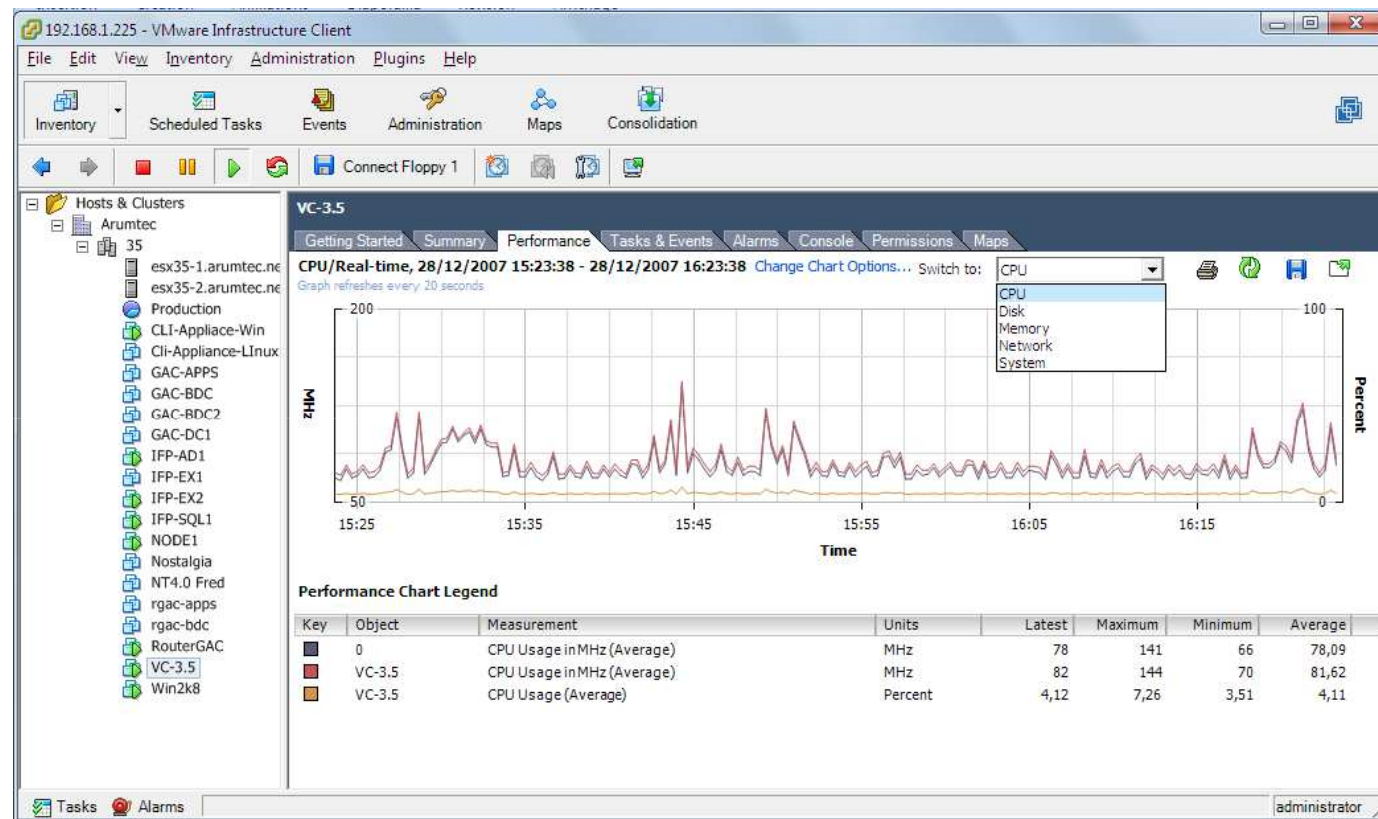 192.168.1.225 - VMware Infrastructure Client
File Edit View Inventory Administration Plugins Help
Inventory Scheduled Tasks Events Administration Maps Consolidation
Connect Floppy 1
Hosts & Clusters
Arumtec
35
esx35-1.arumtec.ne
esx35-2.arumtec.ne
Production
CLI-Appliace-Win
Cli-Appliance-LInux
GAC-APPS
GAC-BDC
GAC-BDC2
GAC-DC1
IFP-AD1
IFP-EX1
IFP-EX2
IFP-SQL1
NODE1
Nostalgia
NT4.0 Fred
rgac-apps
rgac-bdc
RouterGAC
VC-3.5
Win2k8
VC-3.5
Getting Started Summary Performance Tasks & Events Alarms Console Permissions Maps
CPU/Real-time, 28/12/2007 15:23:38 - 28/12/2007 16:23:38 Change Chart Options... Switch to: CPU
Graph refreshes every 20 seconds
CPU
Disk
Memory
Network
System
200 100
MHz
Percent
50 0
15:25 15:35 15:45 15:55 16:05 16:15
Time
Performance Chart Legend
Key Object Measurement Units Latest Maximum Minimum Average
0 CPU Usage in MHz (Average) MHz 78 141 66 78,09
VC-3.5 CPU Usage in MHz (Average) MHz 82 144 70 81,62
VC-3.5 CPU Usage (Average) Percent 4,12 7,26 3,51 4,11
Tasks Alarms administrator